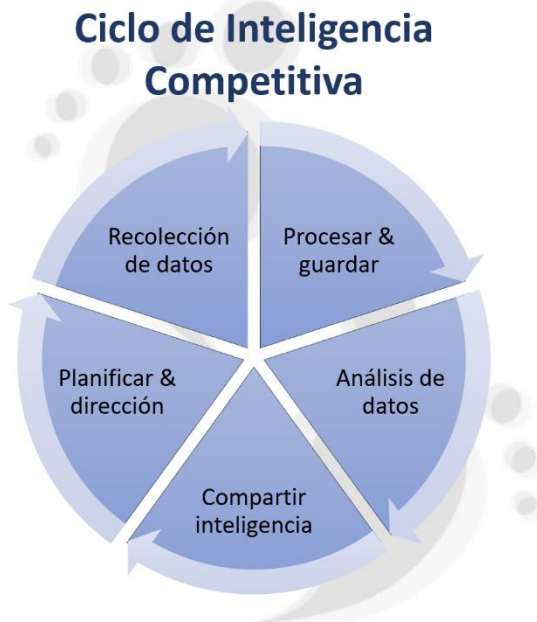 Ciclo de Inteligencia
Competitiva
Recolección
de datos
Procesar &
guardar
Planificar &
dirección
Análisis de
datos
Compartir
inteligencia